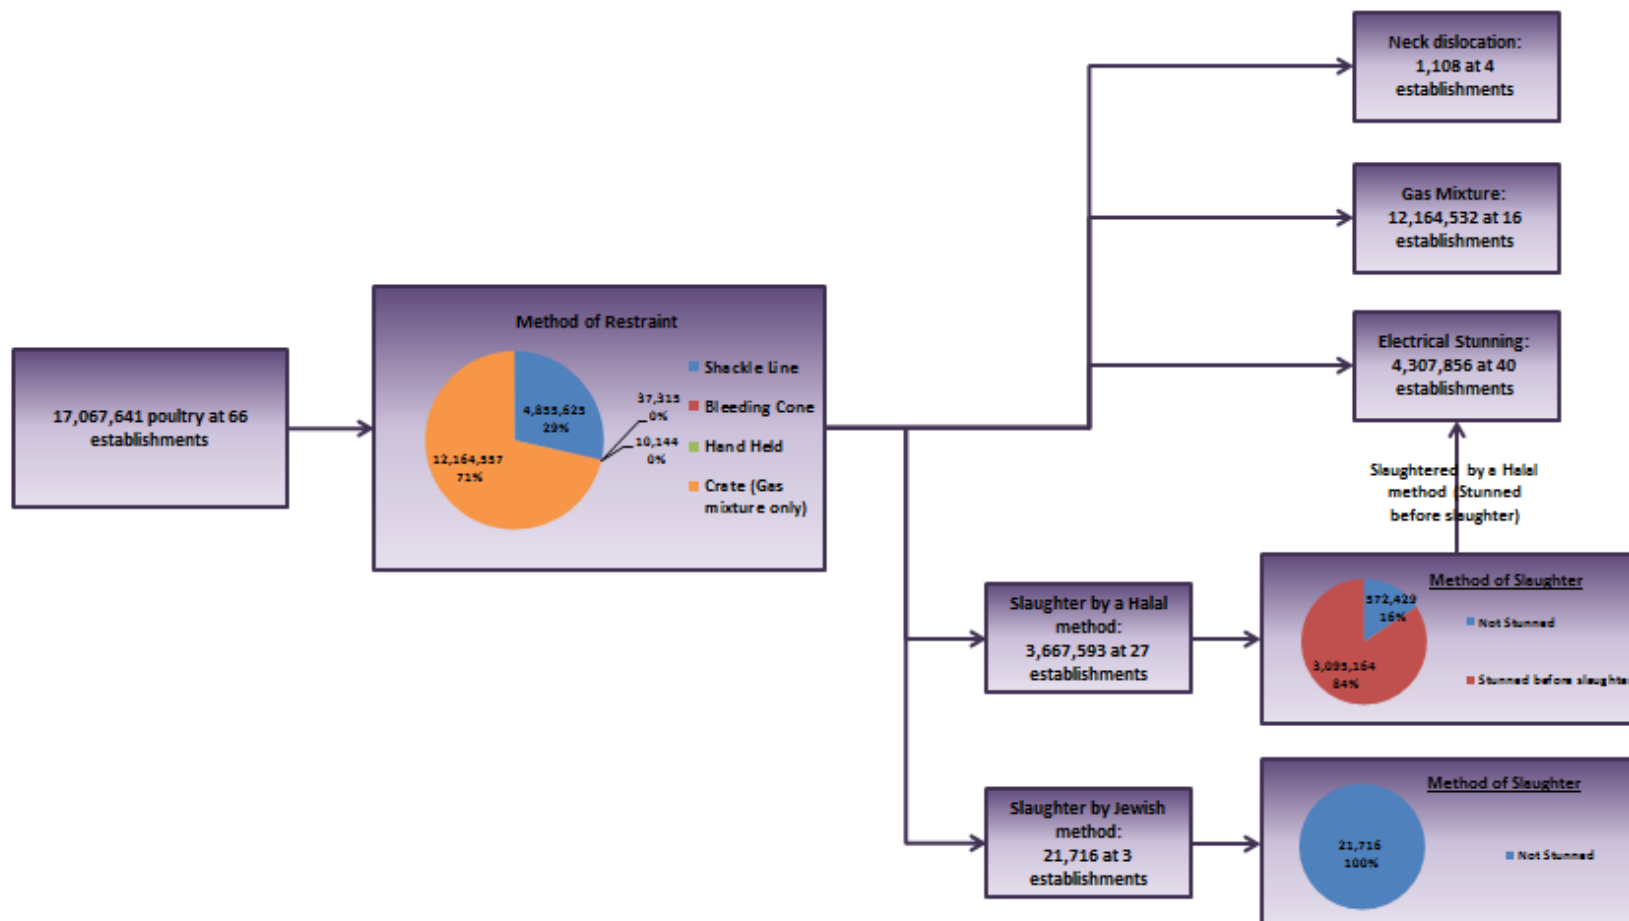 Neck dislocation:
1,108 at 4
establishments
Gas Mixture:
12,164,532 at 16
establishments
Electrical Stunning:
4,307,856 at 40
establishments
17,067,641 poultry at 66
establishments
Method of Restraint
4,855,625
29%
37,315
0%
10,144
0%
12,164,557
71%
Shackle Line
Bleeding Cone
Hand Held
Crate (Gas
mixture only)
Slaughtered by a Halal
method (Stunned
before slaughter)
Slaughter by a Halal
method:
3,667,593 at 27
establishments
Method of Slaughter
572,429
16%
3,095,164
84%
Not Stunned
Stunned before slaughter
Slaughter by Jewish
method:
21,716 at 3
establishments
Method of Slaughter
21,716
100%
Not Stunned